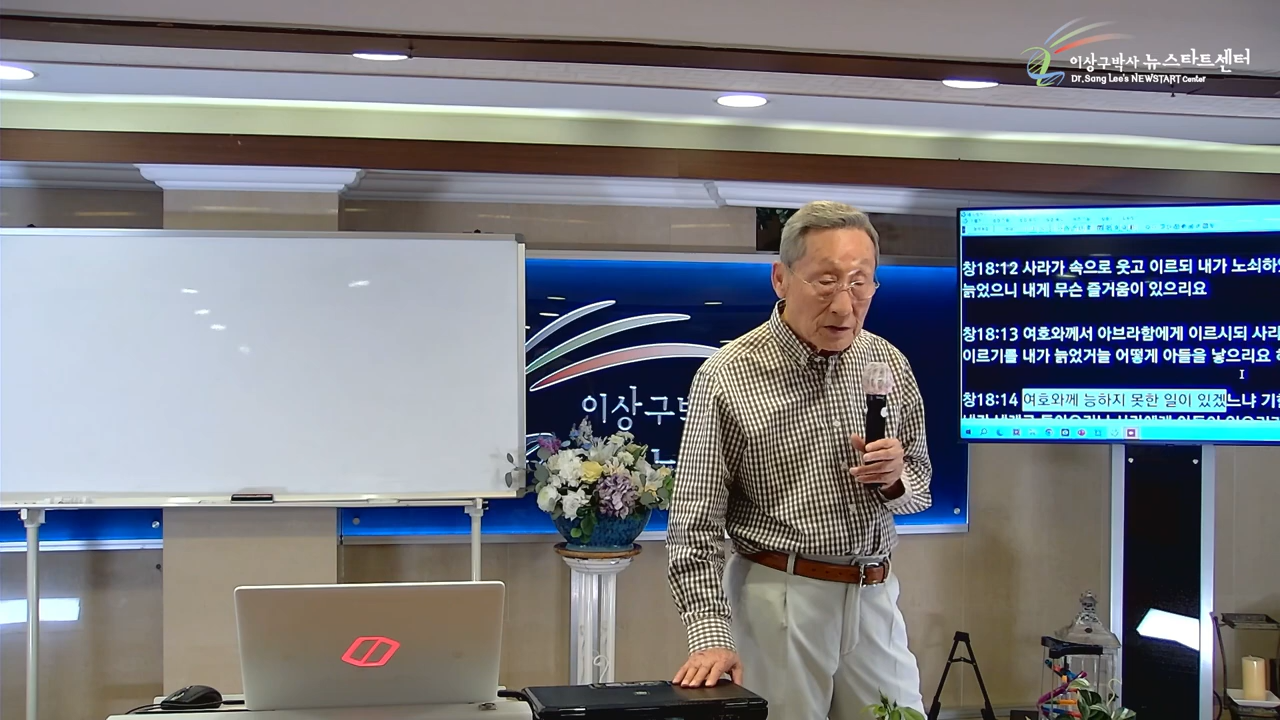 이상구박사 뉴스타트센터
Dr. Sang Lee's NEWSTART Center
창18:12 사라가 속으로 웃고 이르되 내가 노쇠하
늙었으니 내게 무슨 즐거움이 있으리요
창18:13 여호와께서 아브라함에게 이르시되 사라
이르기를 내가 늙었거늘 어떻게 아들을 낳으리요
창18:14 여호와께 능하지 못한 일이 있겠느냐 기
이상구